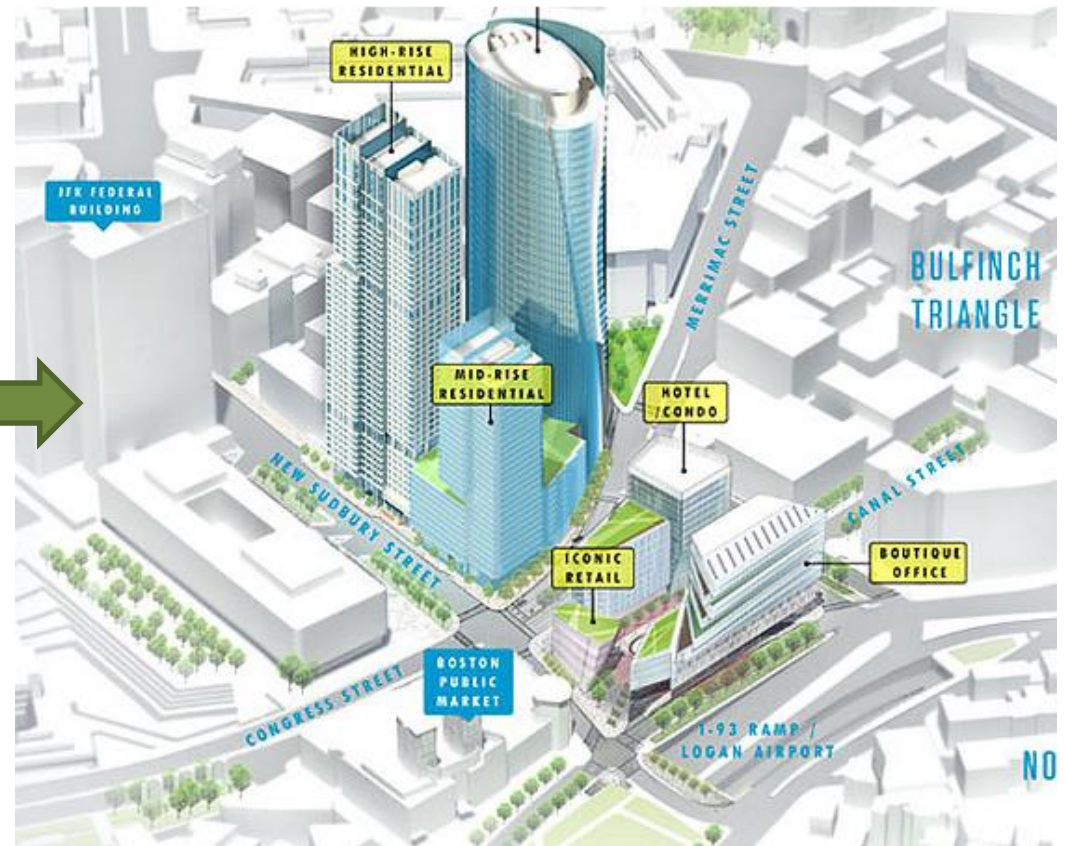 HIGH-RISE
RESIDENTIAL
JFK FEDERAL
BUILDING
MERRIMAC STREET
BULFINCH
TRIANGLE
MID-RISE
RESIDENTIAL
HOTEL
/CONDO
NEW SUDBURY STREET
CANAL STREET
ICONIC
RETAIL
BOUTIQUE
OFFICE
BOSTON
PUBLIC
MARKET
CONGRESS STREET
1-93 RAMP /
LOGAN AIRPORT
NO